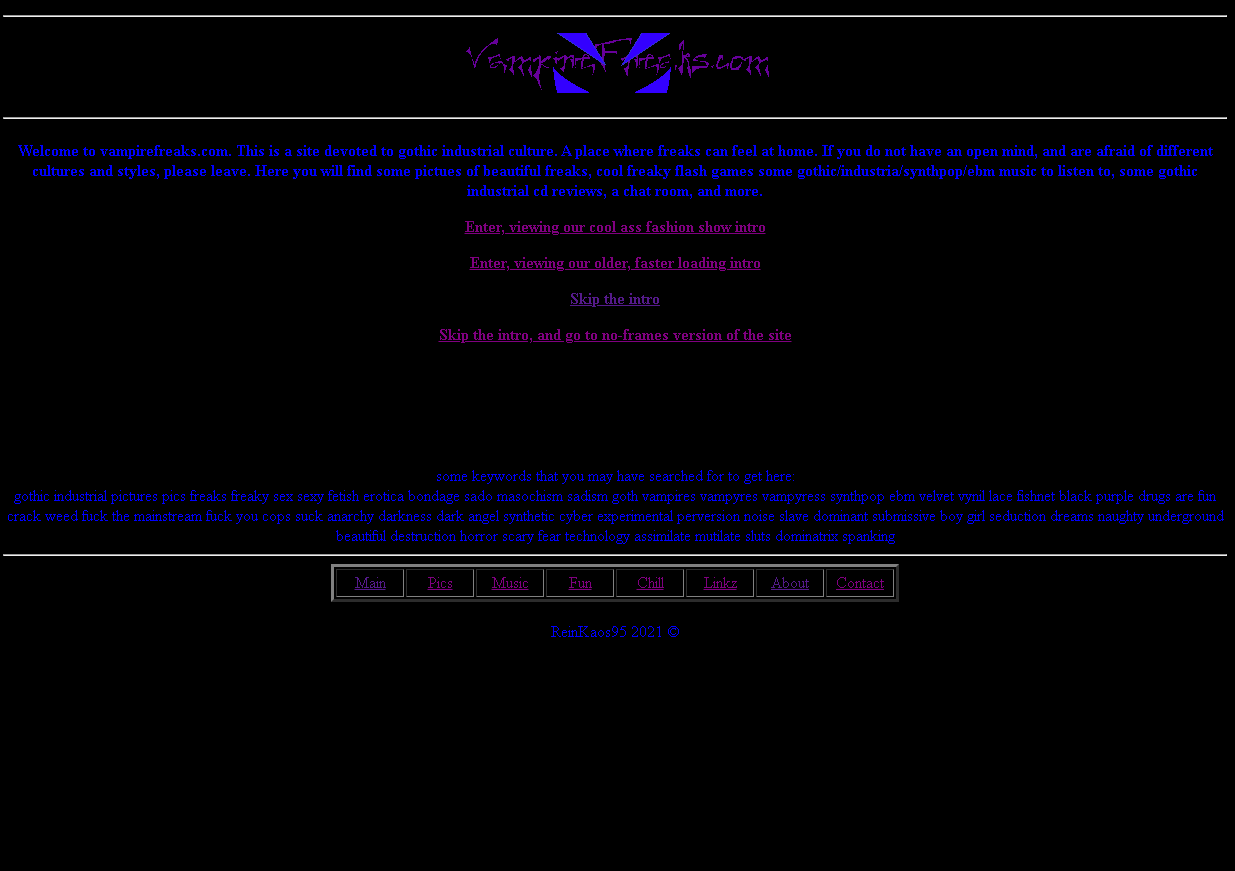 VampireFreaks.com
Welcome to vampirefreaks.com. This is a site devoted to gothic industrial culture. A place where freaks can feel at home. If you do not have an open mind, and are afraid of different
cultures and styles, please leave. Here you will find some pictues of beautiful freaks, cool freaky flash games some gothic/industria/synthpop/ebm music to listen to, some gothic
industrial cd reviews, a chat room, and more.
Enter, viewing our cool ass fashion show intro
Enter, viewing our older, faster loading intro
Skip the intro
Skip the intro, and go to no-frames version of the site
some keywords that you may have searched for to get here
gothic industrial pictures pics freaks freaky sex sexy fetish erotica bondage sado masochism sadism goth vampires vampyres vampyress synthpop ebm velvet vynil lace fishnet black purple drugs are fun
crack weed fuck the mainstream fuck you cops suck anarchy darkness dark angel synthetic cyber experimental perversion noise slave dominant submissive boy girl seduction dreams naughty underground
beautiful destruction horror scary fear technology assimilate mutilate sluts dominatrix spanking
Main Pics Music Fun Chill Linkz About Contact
ReinKaos95 2021 ©